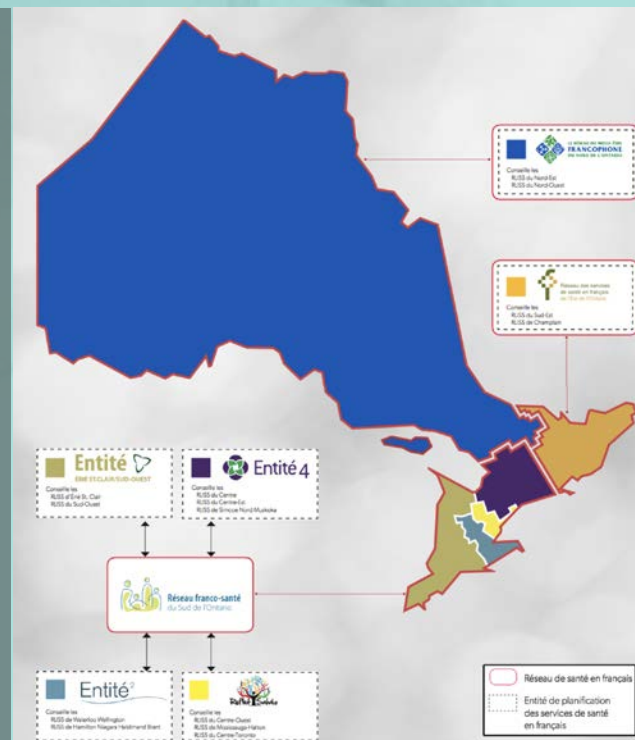 LE RÉSEAU DU MIEUX-ÊTRE
FRANCOPHONE
DU NORD DE L'ONTARIO
Conseille les
RLISS du Nord-Est
RLISS du Nord-Ouest
Réseau des services
de santé en français
de l'Est de l'Ontario
Conseille les
RLISS du Sud-Est
RLISS de Champlain
Entité
ÉRIÉ ST. CLAIR/SUD-OUEST
Conseille les
RLISS d'Érié St. Clair
RLISS du Sud-Ouest
Entité 4
Conseille les
RLISS du Centre
RLISS du Centre-Est
RLISS de Simcoe Nord Muskoka
Réseau franco-santé
du Sud de l'Ontario
Entité²
Conseille les
RLISS de Waterloo Wellington
RLISS de Hamilton Niagara Haldimand Brant
Reflet Salvéo
Conseille les
RLISS du Centre-Ouest
RLISS de Mississauga Halton
RLISS du Centre-Toronto
Réseau de santé en français
Entité de planification
des services de santé
en français